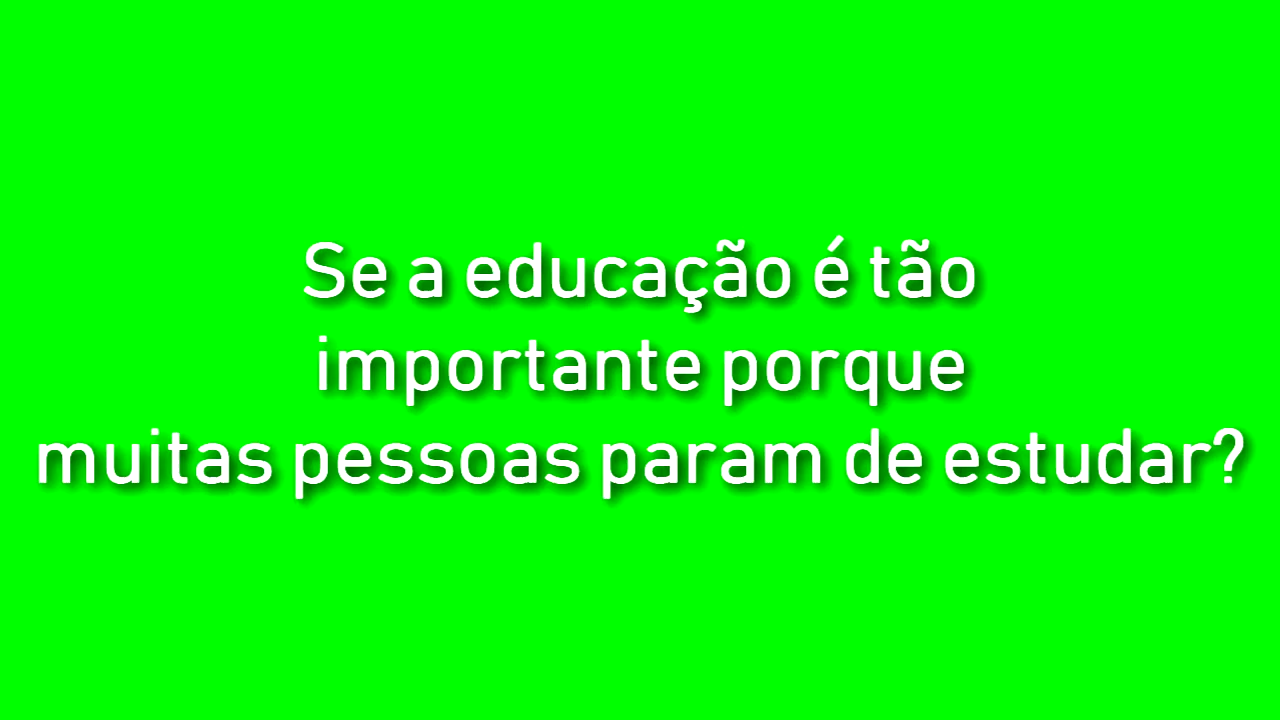 Se a educação é tão
importante porque
muitas pessoas param de estudar?